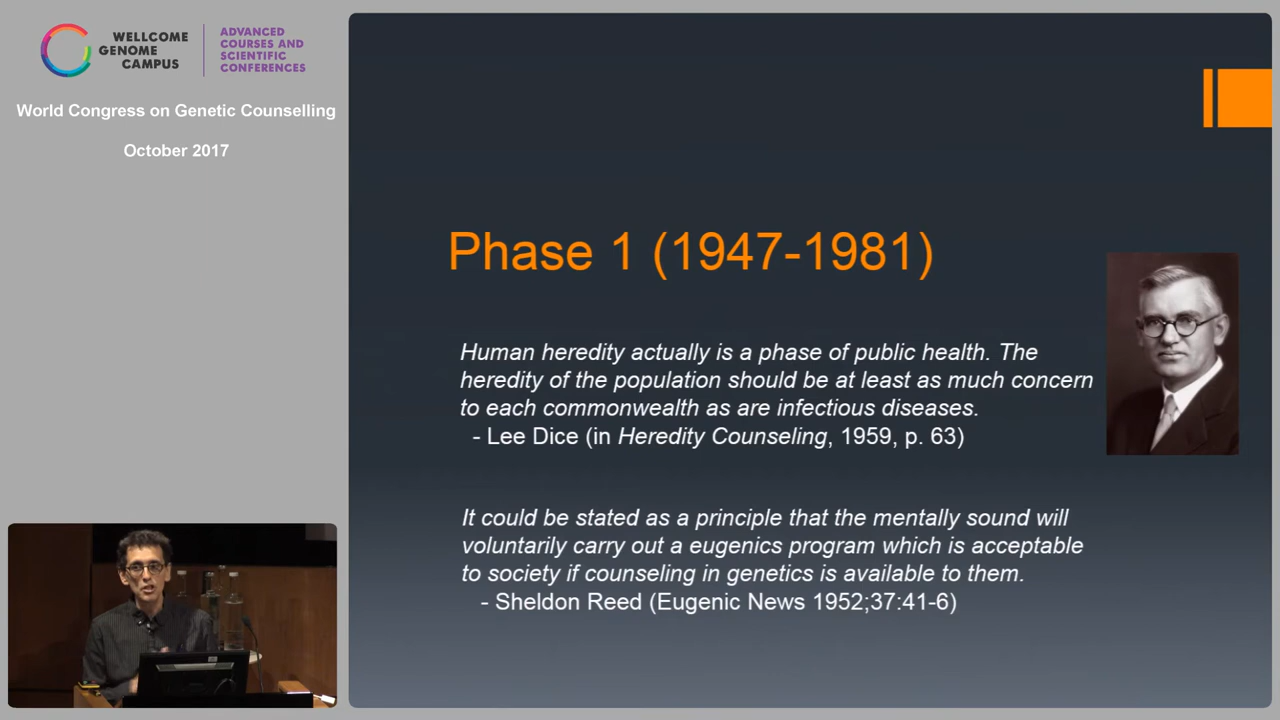 WELLCOME
GENOME
CAMPUS
ADVANCED
COURSES AND
SCIENTIFIC
CONFERENCES
World Congress on Genetic Counselling
October 2017
Phase 1 (1947-1981)
Human heredity actually is a phase of public health. The
heredity of the population should be at least as much concern
to each commonwealth as are infectious diseases.
- Lee Dice (in Heredity Counseling, 1959, p. 63)
It could be stated as a principle that the mentally sound will
voluntarily carry out a eugenics program which is acceptable
to society if counseling in genetics is available to them.
- Sheldon Reed (Eugenic News 1952;37:41-6)